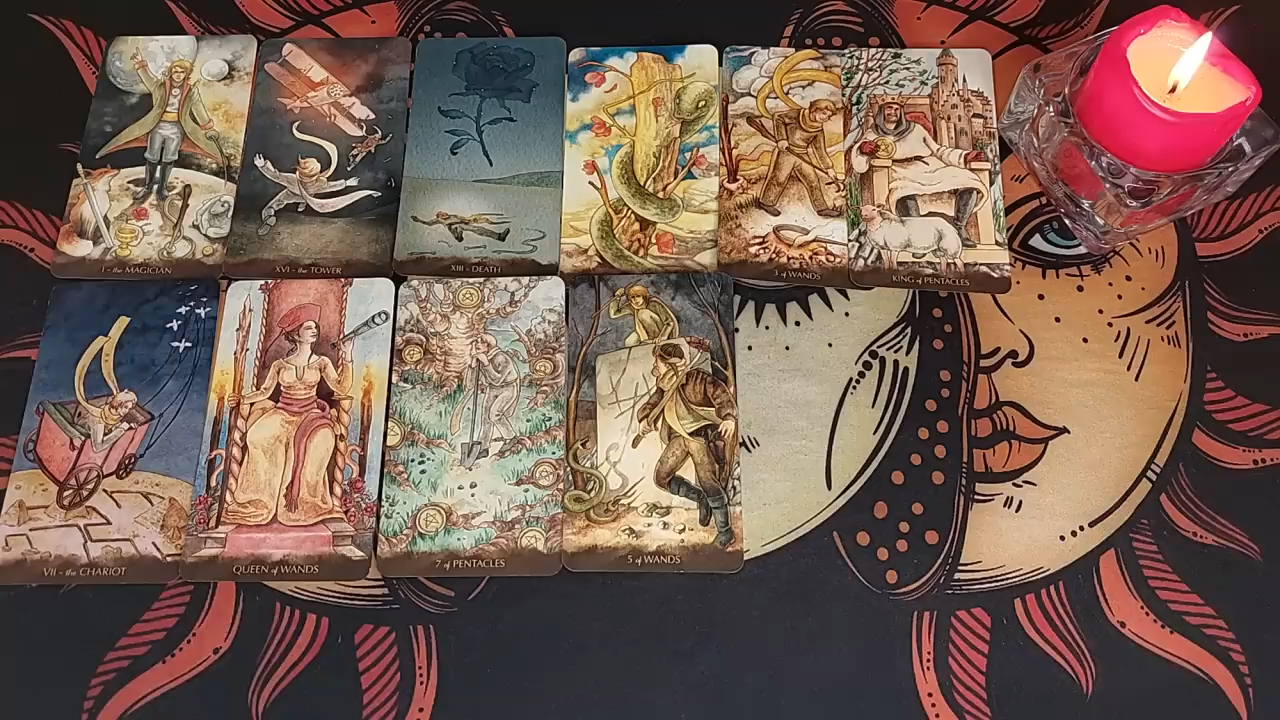 I - the MAGICIAN
XVI - the TOWER
XIII - DEATH
3 of WANDS
KING of PENTACLES
VII - the CHARIOT
QUEEN of WANDS
7 of PENTACLES
5 of WANDS